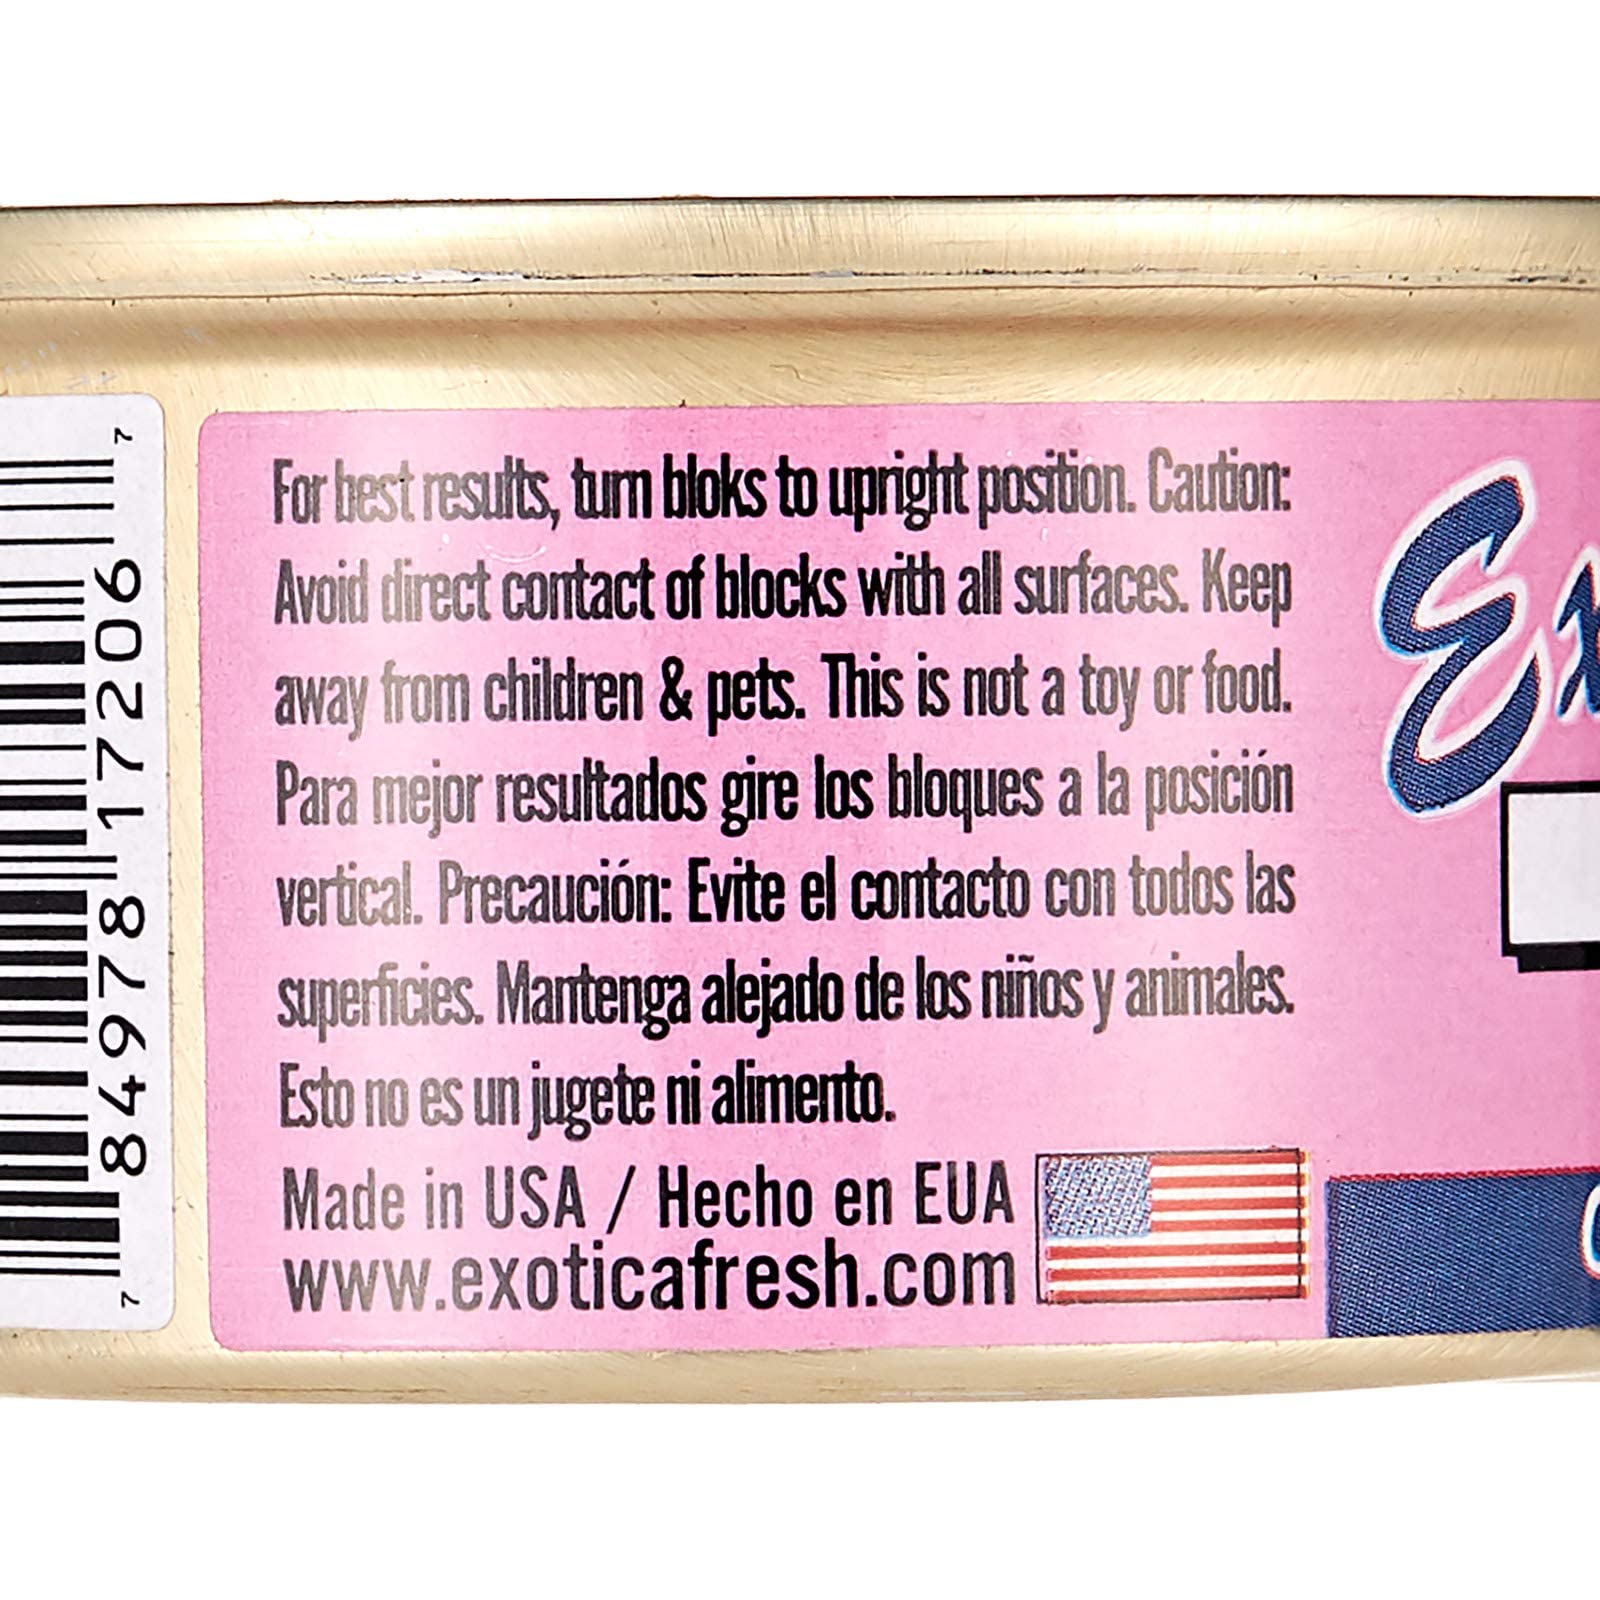 For best results, turn bloks to upright position. Caution:
Avoid direct contact of blocks with all surfaces. Keep
away from children & pets. This is not a toy or food.
Para mejor resultados gire los bloques a la posición
vertical. Precaución: Evite el contacto con todos las
superficies. Mantenga alejado de los niños y animales.
Esto no es un jugete ni alimento.
Made in USA / Hecho en EUA
www.exoticafresh.com
7 84978 17206 7
Ex